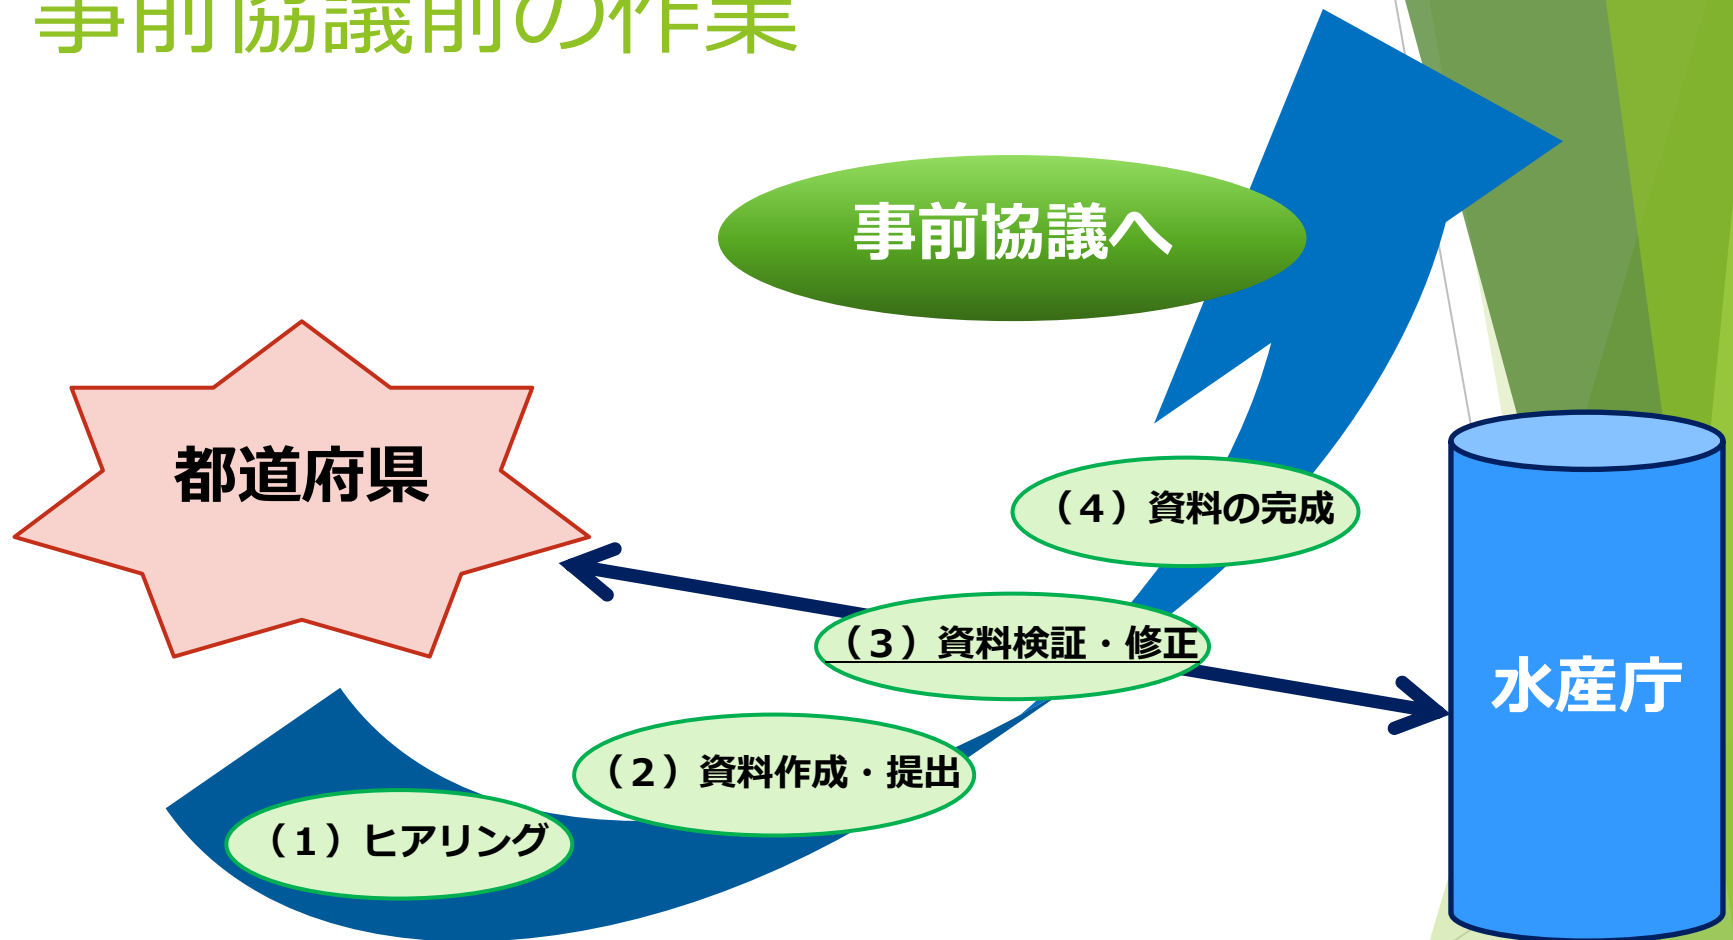 事前協議前の作業
事前協議へ
都道府県
（４）資料の完成
（３）資料検証・修正
水産庁
（２）資料作成・提出
（１）ヒアリング